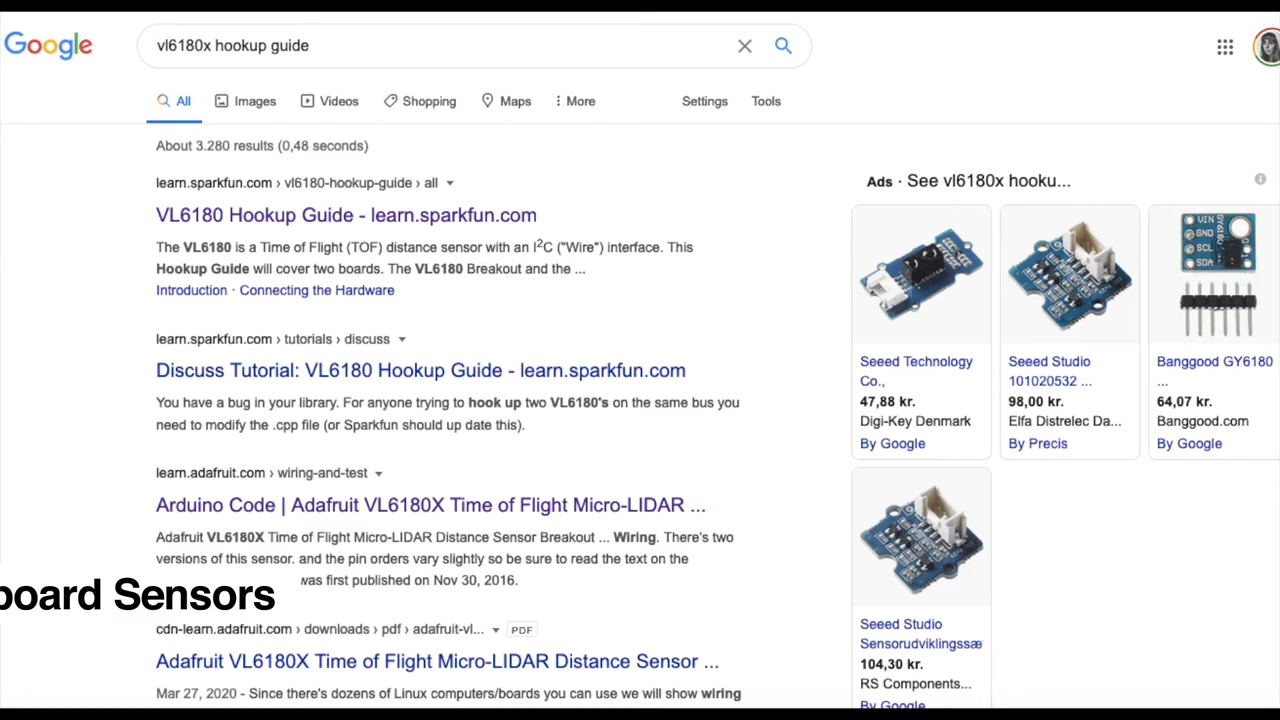 Google
vl6180x hookup guide
All
Images
Videos
Shopping
Maps
More
Settings
Tools
About 3.280 results (0,48 seconds)
learn.sparkfun.com › vl6180-hookup-guide › all
VL6180 Hookup Guide - learn.sparkfun.com
The VL6180 is a Time of Flight (TOF) distance sensor with an I2C ("Wire") interface. This
Hookup Guide will cover two boards. The VL6180 Breakout and the ...
Introduction · Connecting the Hardware
learn.sparkfun.com › tutorials › discuss
Discuss Tutorial: VL6180 Hookup Guide - learn.sparkfun.com
You have a bug in your library. For anyone trying to hook up two VL6180's on the same bus you
need to modify the .cpp file (or Sparkfun should up date this).
learn.adafruit.com › wiring-and-test
Arduino Code | Adafruit VL6180X Time of Flight Micro-LIDAR ...
Adafruit VL6180X Time of Flight Micro-LIDAR Distance Sensor Breakout ... Wiring. There's two
versions of this sensor. and the pin orders vary slightly so be sure to read the text on the
was first published on Nov 30, 2016.
board Sensors
cdn-learn.adafruit.com › downloads › pdf › adafruit-vl...
PDF
Adafruit VL6180X Time of Flight Micro-LIDAR Distance Sensor ...
Mar 27, 2020 - Since there's dozens of Linux computers/boards you can use we will show wiring
Ads · See vl6180x hooku...
Seeed Technology
Co.,
47,88 kr.
Digi-Key Denmark
By Google
Seeed Studio
101020532 ...
98,00 kr.
Elfa Distrelec Da...
By Precis
VIN
GND
SCL
SDA
GY6180
Banggood GY6180
...
64,07 kr.
Banggood.com
By Google
Seeed Studio
Sensorudviklingssæ
104,30 kr.
RS Components...
By Google